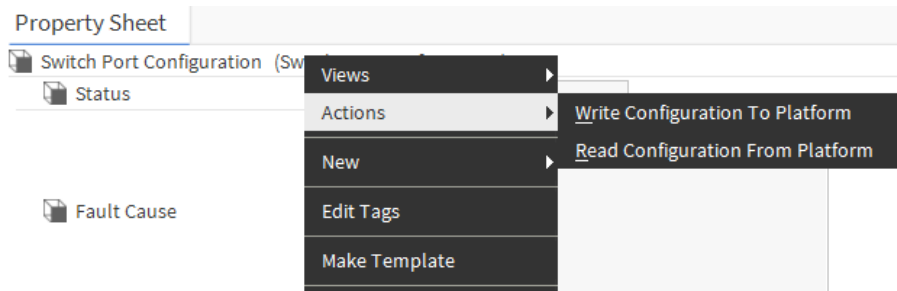 Property Sheet
Switch Port Configuration (Sw
Views
Status
Actions
Write Configuration To Platform
Read Configuration From Platform
New
Fault Cause
Edit Tags
Make Template